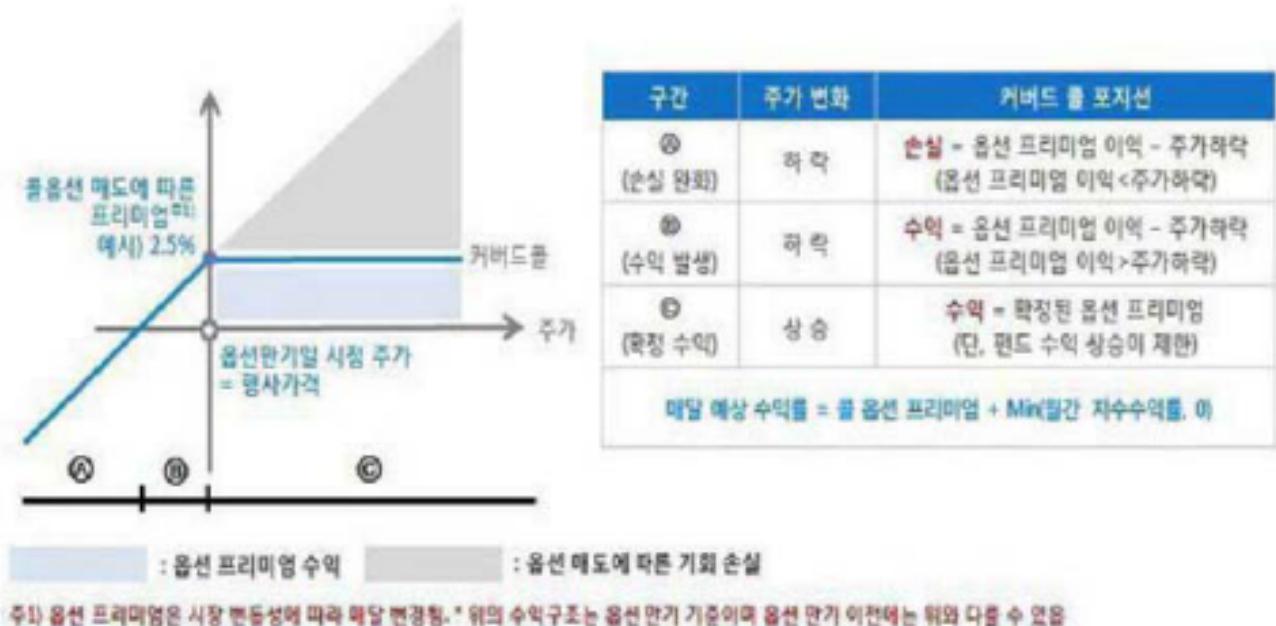 콜옵션 매도에 따른
프리미엄주1)
예시) 2.5%
커버드콜
주가
옵션만기일 시점 주가
= 행사가격
Ⓐ Ⓑ Ⓒ
구간 주가 변화 커버드 콜 포지션
Ⓐ
(손실 완화)
하 락
손실 = 옵션 프리미엄 이익 - 주가하락
(옵션 프리미엄 이익<주가하락)
Ⓑ
(수익 발생)
하 락
수익 = 옵션 프리미엄 이익 - 주가하락
(옵션 프리미엄 이익>주가하락)
Ⓒ
(확정 수익)
상 승
수익 = 확정된 옵션 프리미엄
(단, 펀드 수익 상승이 제한)
매달 예상 수익률 = 콜 옵션 프리미엄 + Min(월간 지수수익률, 0)
: 옵션 프리미엄 수익 : 옵션 매도에 따른 기회 손실
주1) 옵션 프리미엄은 시장 변동성에 따라 매달 변경됨. * 위의 수익구조는 옵션 만기 기준이며 옵션 만기 이전에는 위와 다를 수 있음